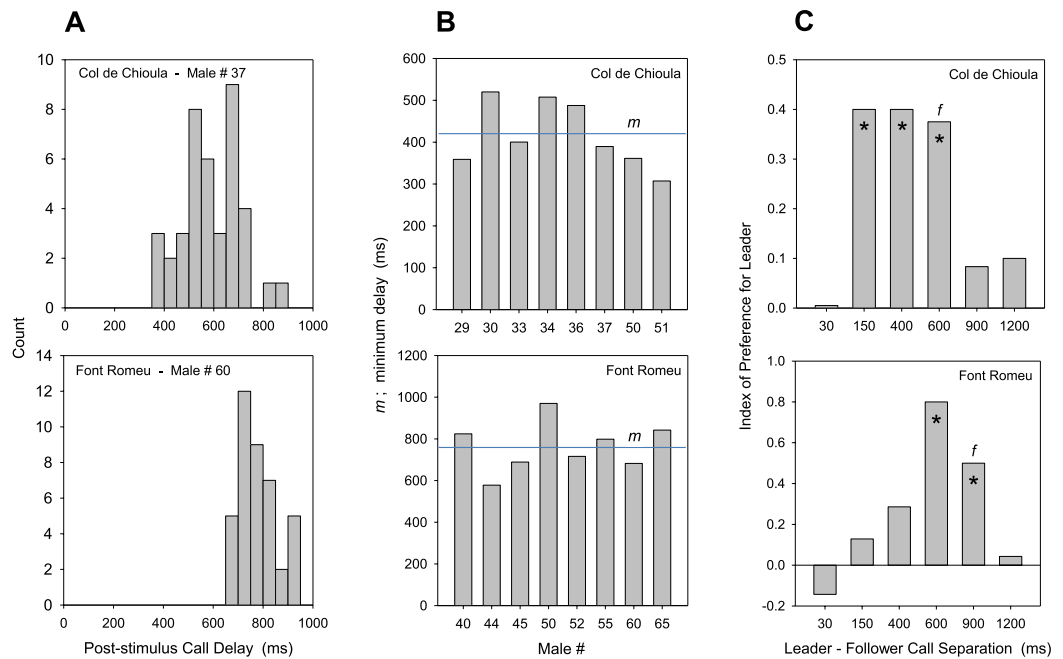 A
B
C
Col de Chioula - Male # 37
10
8
6
4
2
0
0 200 400 600 800 1000
Font Romeu - Male # 60
14
12
10
8
6
4
2
0
0 200 400 600 800 1000
Count
Post-stimulus Call Delay (ms)
Col de Chioula
m
600
500
400
300
200
100
0
29 30 33 34 36 37 50 51
Font Romeu
m
1200
1000
800
600
400
200
0
40 44 45 50 52 55 60 65
m ; minimum delay (ms)
Male #
Col de Chioula
f
* * *
0.5
0.4
0.3
0.2
0.1
0.0
30 150 400 600 900 1200
Font Romeu
f
* *
1.0
0.8
0.6
0.4
0.2
0.0
-0.2
30 150 400 600 900 1200
Index of Preference for Leader
Leader - Follower Call Separation (ms)